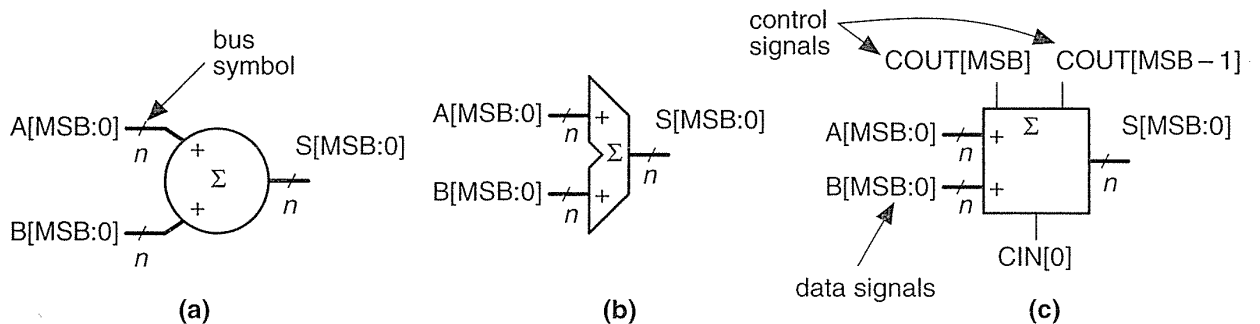 bus
symbol
A[MSB:0]
n
+
Σ
+
S[MSB:0]
n
B[MSB:0]
n
(a)
A[MSB:0]
n
+
Σ
S[MSB:0]
n
B[MSB:0]
n
+
(b)
control
signals
COUT[MSB] COUT[MSB – 1]
A[MSB:0]
n
+
Σ
S[MSB:0]
n
B[MSB:0]
n
+
CIN[0]
data signals
(c)